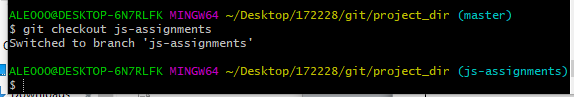 ALEOOO@DESKTOP-6N7RLFK MINGW64 ~/Desktop/172228/git/project_dir (master)
$ git checkout js-assignments
Switched to branch 'js-assignments'
ALEOOO@DESKTOP-6N7RLFK MINGW64 ~/Desktop/172228/git/project_dir (js-assignments)
$